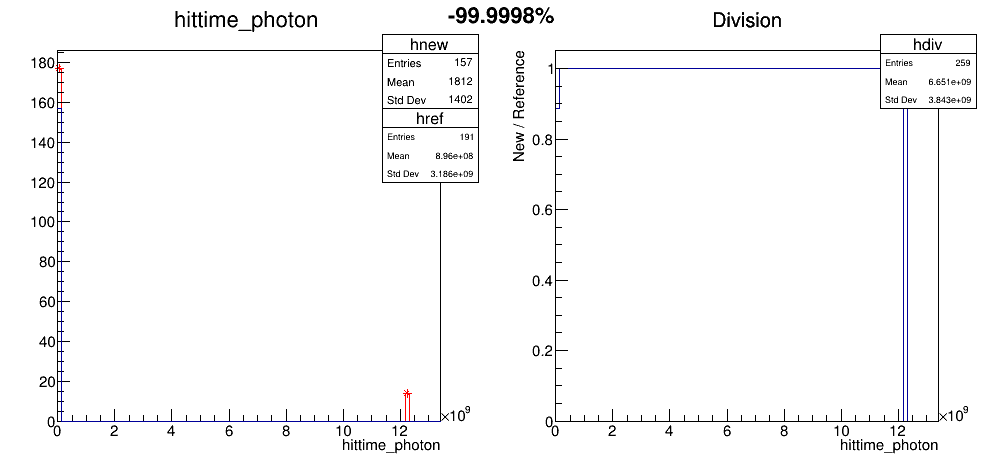 hittime_photon
-99.9998%
Division
hnew
Entries 157
Mean 1812
Std Dev 1402
href
Entries 191
Mean 8.96e+08
Std Dev 3.186e+09
180
160
140
120
100
80
60
40
20
0
0 2 4 6 8 10 12 ×10⁹
hittime_photon
hdiv
Entries 259
Mean 6.651e+09
Std Dev 3.843e+09
New / Reference
1
0.8
0.6
0.4
0.2
0
0 2 4 6 8 10 12 ×10⁹
hittime_photon